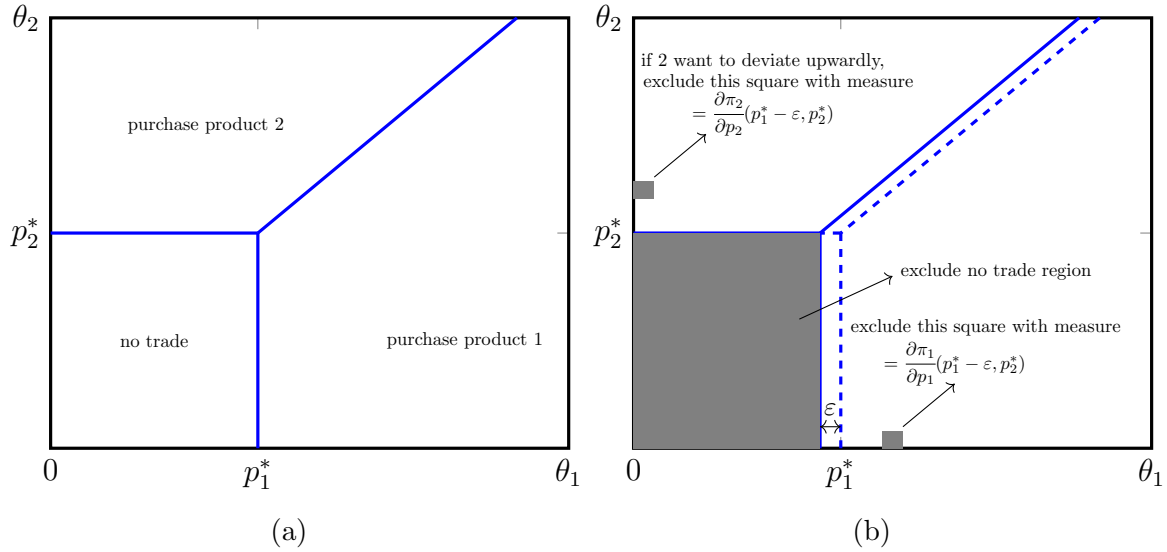 θ₂
purchase product 2
p₂*
no trade
purchase product 1
0
p₁*
θ₁
(a)
θ₂
if 2 want to deviate upwardly,
exclude this square with measure
= ∂π₂/∂p₂ (p₁* − ε, p₂*)
p₂*
exclude no trade region
exclude this square with measure
= ∂π₁/∂p₁ (p₁* − ε, p₂*)
ε
0
p₁*
θ₁
(b)